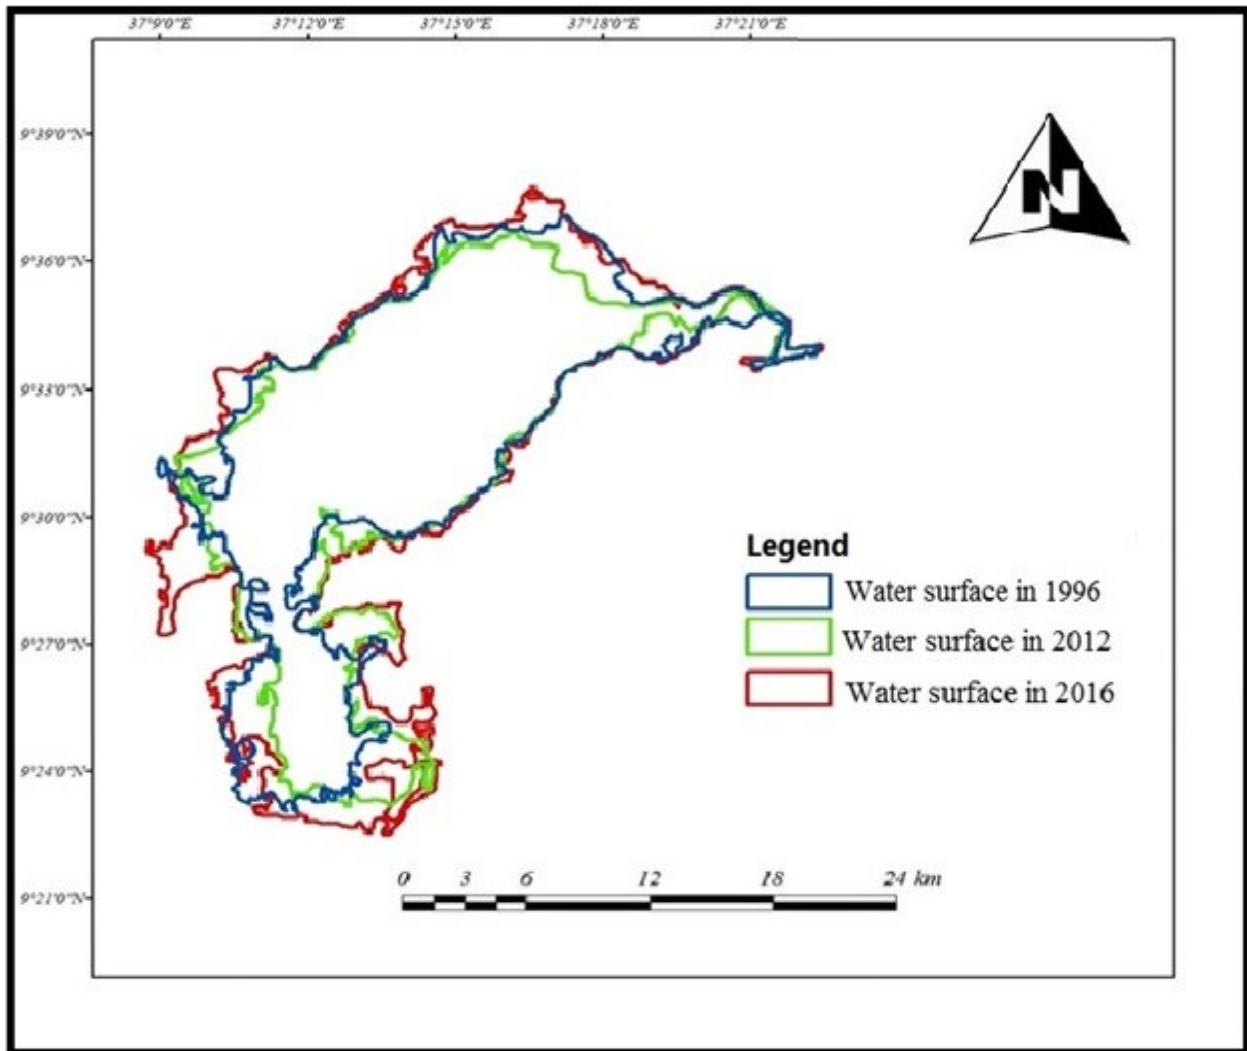 37°9'0"E 37°12'0"E 37°15'0"E 37°18'0"E 37°21'0"E
9°39'0"N
9°36'0"N
9°33'0"N
9°30'0"N
9°27'0"N
9°24'0"N
9°21'0"N
N
Legend
Water surface in 1996
Water surface in 2012
Water surface in 2016
0 3 6 12 18 24 km